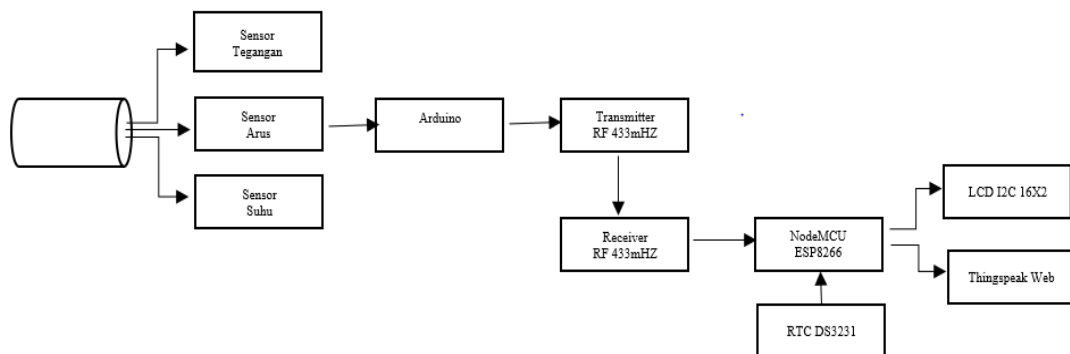 Sensor
Tegangan
Sensor
Arus
Arduino
Transmitter
RF 433mHZ
Sensor
Suhu
LCD I2C 16X2
Receiver
RF 433mHZ
NodeMCU
ESP8266
Thingspeak Web
RTC DS3231